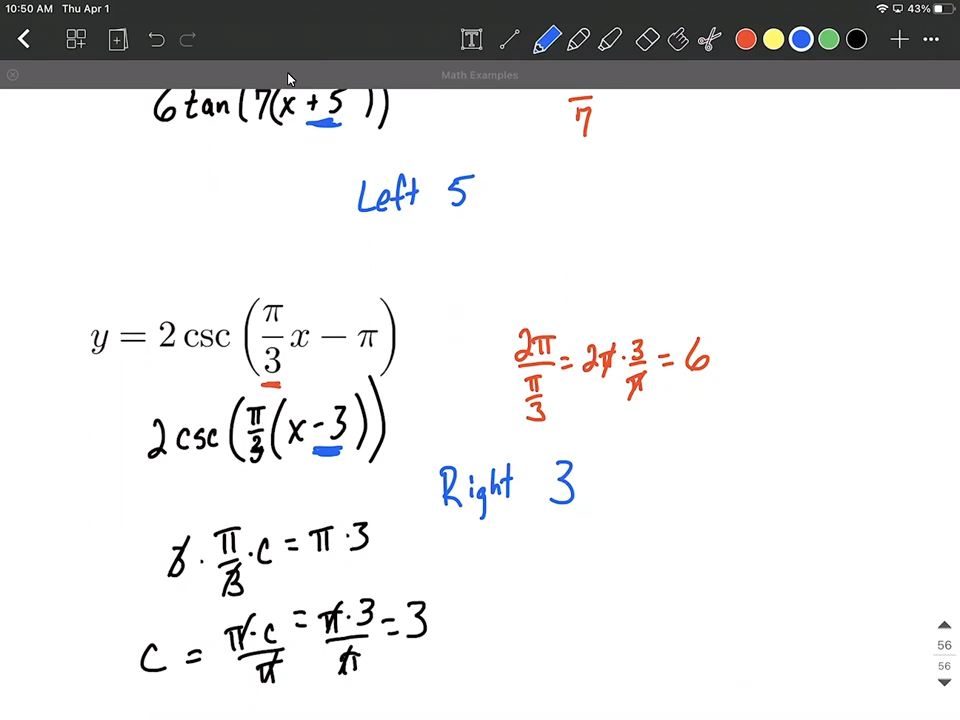 10:50 AM Thu Apr 1 43%
Math Examples
6 tan(7(x + 5))
7
Left 5
y = 2 csc(π/3 x − π)
2π/(π/3) = 2π · 3/π = 6
2 csc(π/3(x - 3))
Right 3
3 · π/3 · c = π · 3
c = π·c/π = π·3/π = 3
56
56